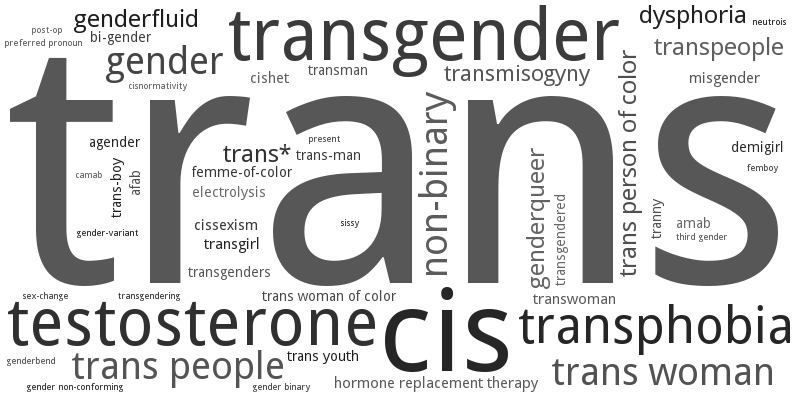 post-op
genderfluid
transgender
dysphoria
neutrois
preferred pronoun
bi-gender
gender
cisnormativity
cishet
transman
transmisogyny
transpeople
misgender
trans
agender
trans*
present
trans-man
femme-of-color
camab
trans-boy
afab
electrolysis
non-binary
genderqueer
transgendered
trans person of color
tranny
demigirl
femboy
gender-variant
cissexism
sissy
transgirl
amab
third gender
transgenders
sex-change
transgendering
trans woman of color
transwoman
testosterone
cis
transphobia
genderbend
trans people
trans youth
trans woman
gender non-conforming
gender binary
hormone replacement therapy